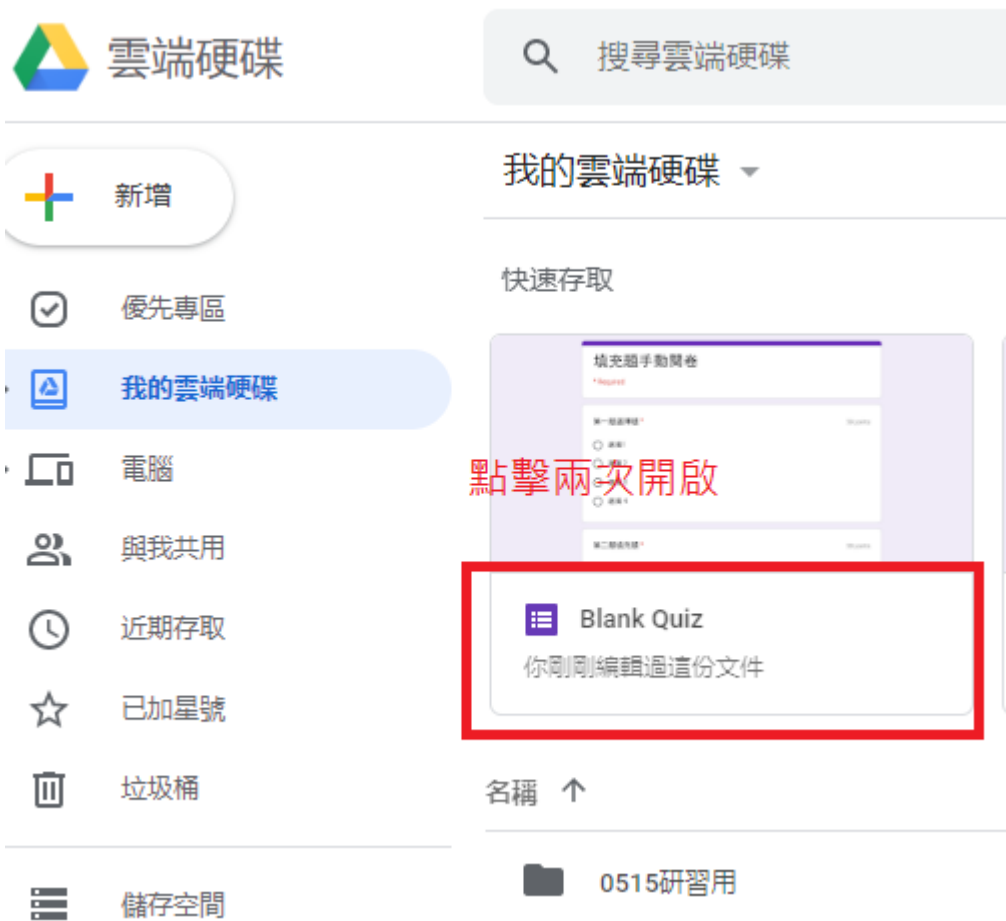 雲端硬碟
搜尋雲端硬碟
新增
我的雲端硬碟
快速存取
優先專區
我的雲端硬碟
電腦
與我共用
近期存取
已加星號
垃圾桶
儲存空間
填充題手動閱卷
* Required
點擊兩次開啟
Blank Quiz
你剛剛編輯過這份文件
名稱
0515研習用